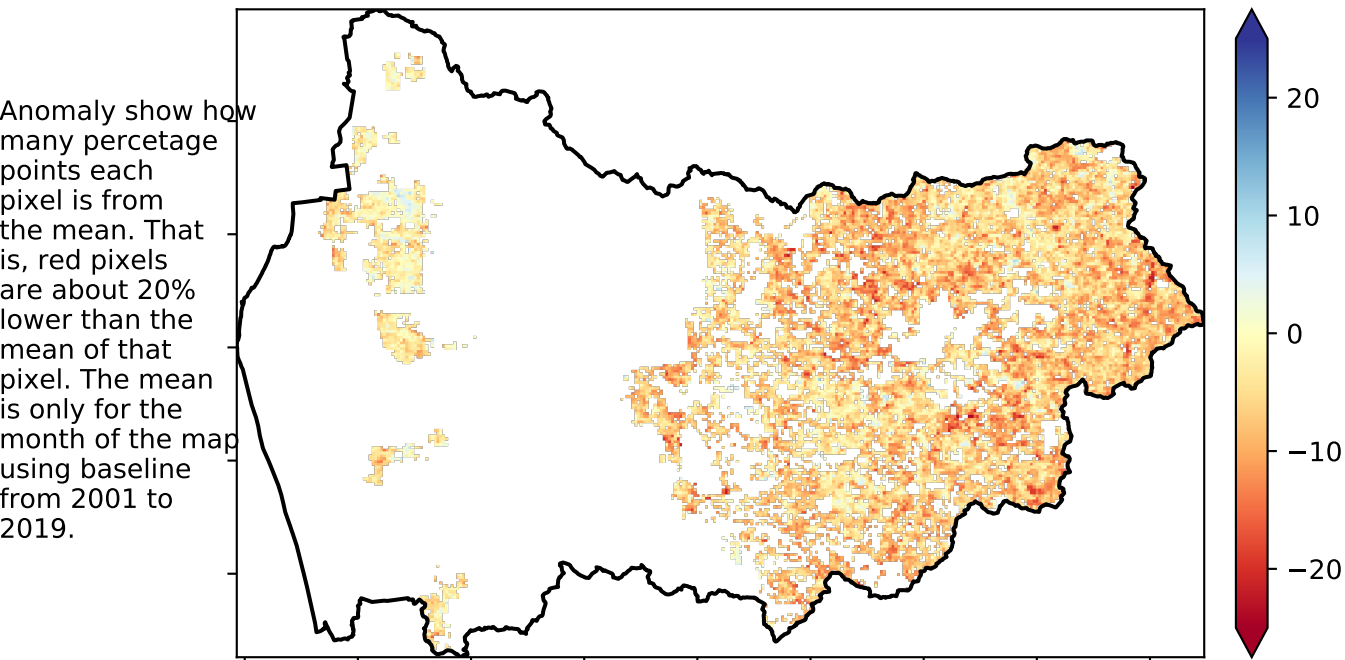 Anomaly show how
many percetage
points each
pixel is from
the mean. That
is, red pixels
are about 20%
lower than the
mean of that
pixel. The mean
is only for the
month of the map
using baseline
from 2001 to
2019.
20
10
0
−10
−20